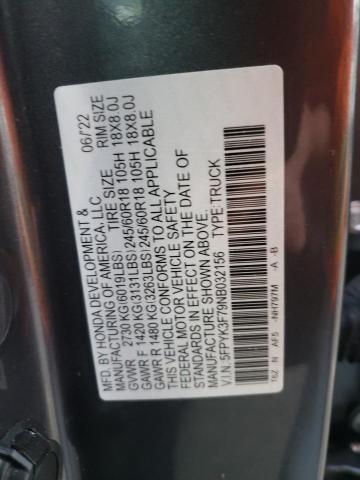 MFD. BY HONDA DEVELOPMENT & 06/'22
MANUFACTURING OF AMERICA, LLC.
GVWR 2730 KG(6019LBS) TIRE SIZE RIM SIZE
GAWR F 1420 KG(3131LBS)245/60R18 105H 18X8.0J
GAWR R 1480 KG(3263LBS)245/60R18 105H 18X8.0J
THIS VEHICLE CONFORMS TO ALL APPLICABLE
FEDERAL MOTOR VEHICLE SAFETY
STANDARDS IN EFFECT ON THE DATE OF
MANUFACTURE SHOWN ABOVE.
V.I.N. 5FPYK3F79NB032156 TYPE:TRUCK
T6Z N AF5 -NH797M -A -B